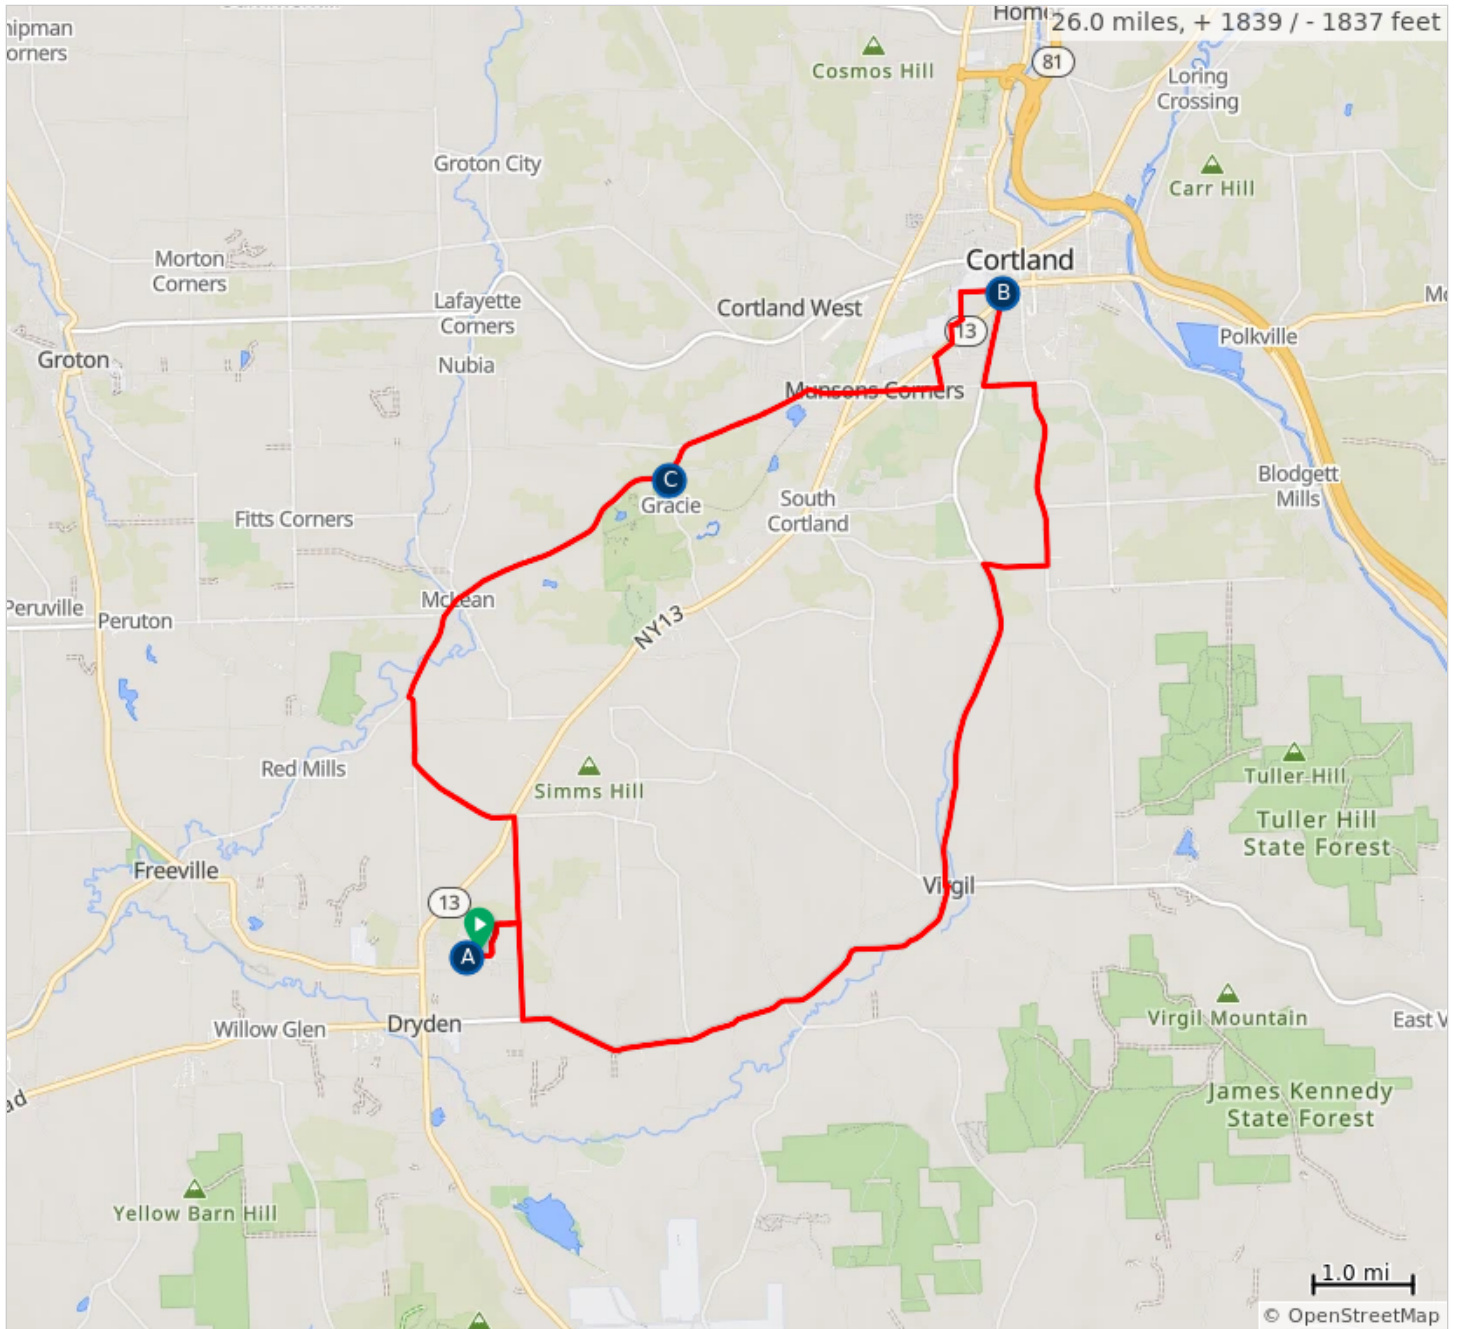 Home
26.0 miles, + 1839 / - 1837 feet
81
Cosmos Hill
Loring
Crossing
Groton City
Carr Hill
Morton
Corners
Cortland
B
Lafayette
Corners
Cortland West
13
Polkville
Groton
Nubia
Munsons Corners
C
Gracie
South
Cortland
Blodgett
Mills
Fitts Corners
McLean
Peruville
Peruton
NY13
Red Mills
Simms Hill
Tuller Hill
Tuller Hill
State Forest
Freeville
Virgil
13
A
Willow Glen
Dryden
Virgil Mountain
East V
James Kennedy
State Forest
Yellow Barn Hill
1.0 mi
© OpenStreetMap